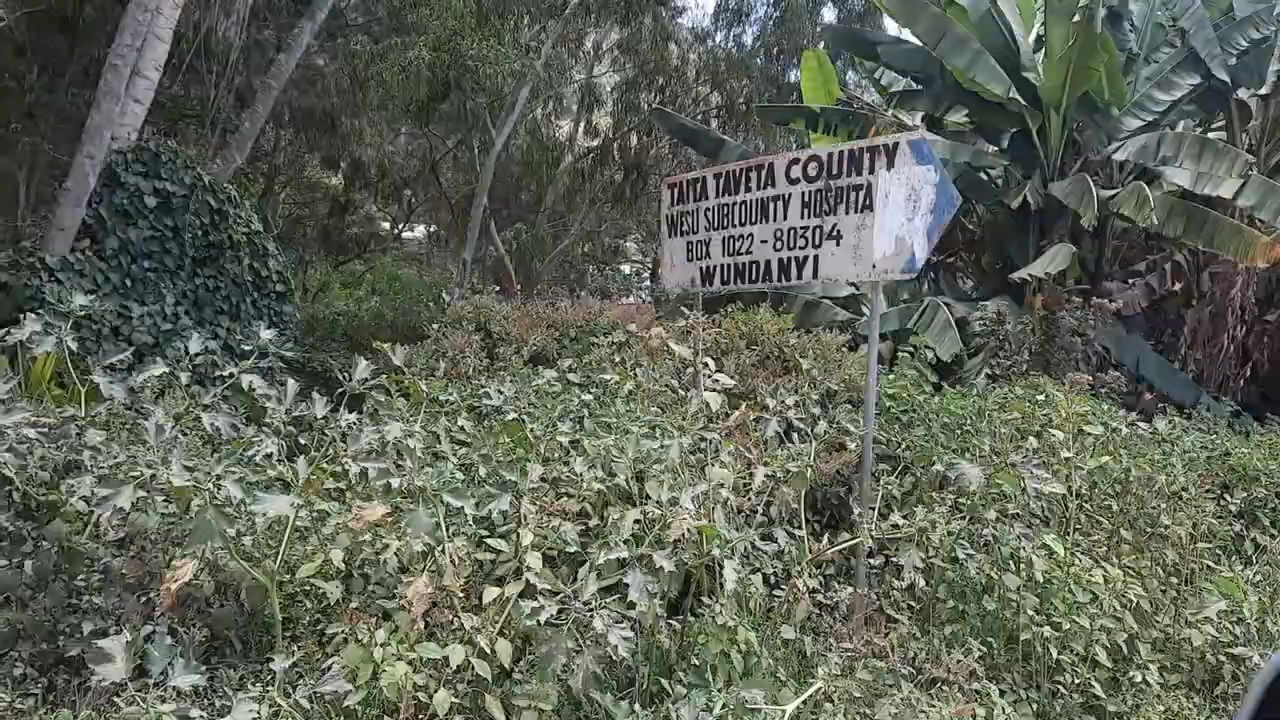 TAITA TAVETA COUNTY
WESU SUBCOUNTY HOSPITA
BOX 1022 - 80304
WUNDANYI